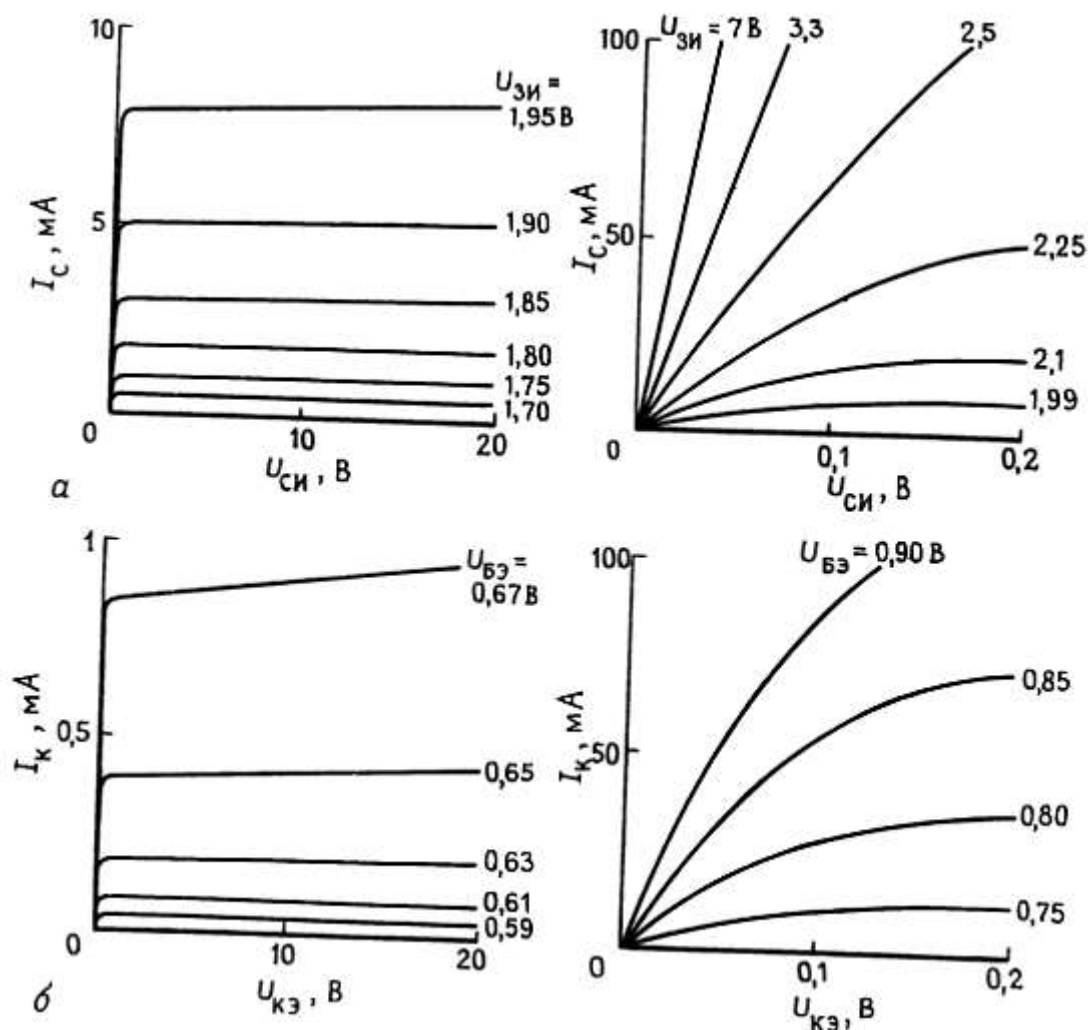 10
5
0
I_C, мА
U_ЗИ =
1,95 В
1,90
1,85
1,80
1,75
1,70
10
20
U_СИ, В
а
100
50
0
I_C, мА
U_ЗИ = 7 В
3,3
2,5
2,25
2,1
1,99
0,1
0,2
U_СИ, В
1
0,5
0
I_К, мА
U_БЭ =
0,67 В
0,65
0,63
0,61
0,59
10
20
U_КЭ, В
б
100
50
0
I_К, мА
U_БЭ = 0,90 В
0,85
0,80
0,75
0,1
0,2
U_КЭ, В